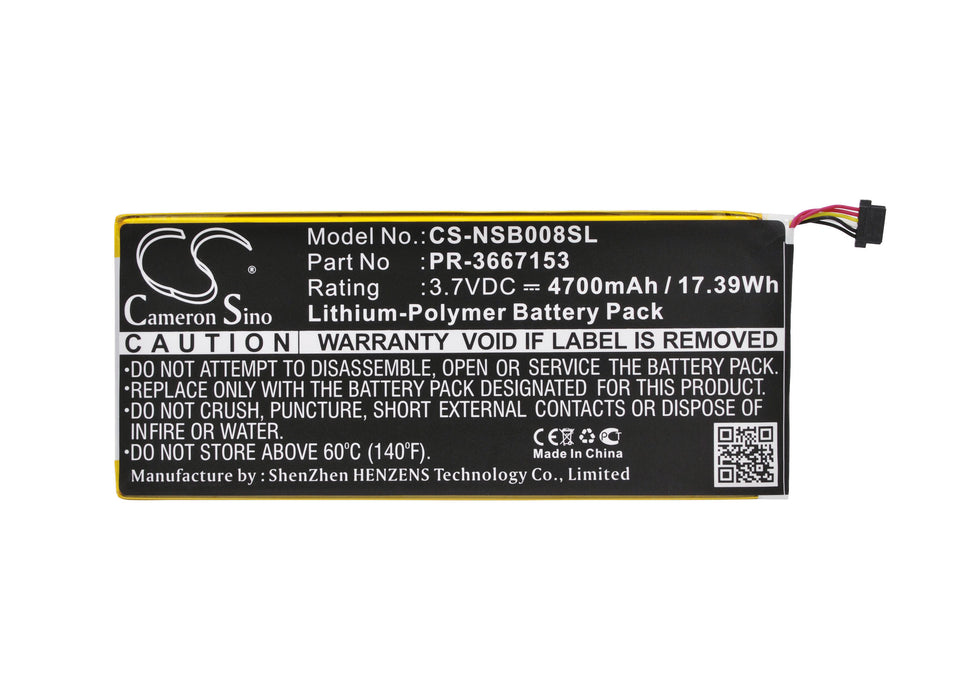 CS
®
Cameron Sino
Model No.: CS-NSB008SL
Part No : PR-3667153
Rating : 3.7VDC ⎓ 4700mAh / 17.39Wh
Lithium-Polymer Battery Pack
CAUTION WARRANTY VOID IF LABEL IS REMOVED
•DO NOT ATTEMPT TO DISASSEMBLE, OPEN OR SERVICE THE BATTERY PACK.
•REPLACE ONLY WITH THE BATTERY PACK DESIGNATED FOR THIS PRODUCT.
•DO NOT CRUSH, PUNCTURE, SHORT EXTERNAL CONTACTS OR DISPOSE OF
INFIRE OR WATER.
•DO NOT STORE ABOVE 60°C (140°F).
CE
Made in China
Manufacture by : ShenZhen HENZENS Technology Co., Limited